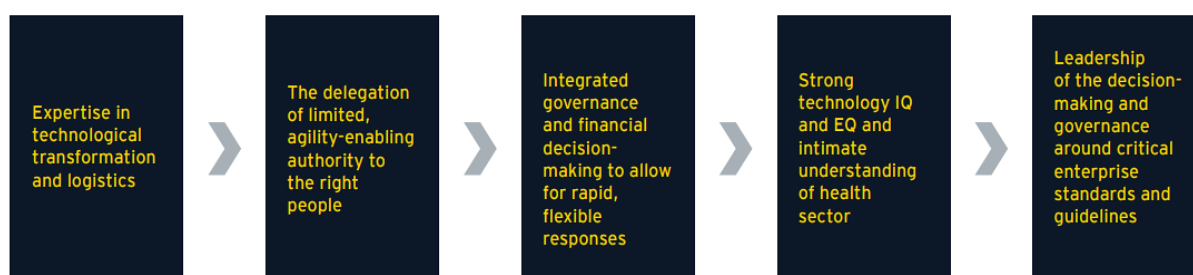 Expertise in
technological
transformation
and logistics
The delegation
of limited,
agility-enabling
authority to
the right
people
Integrated
governance
and financial
decision-
making to allow
for rapid,
flexible
responses
Strong
technology IQ
and EQ and
intimate
understanding
of health
sector
Leadership
of the decision-
making and
governance
around critical
enterprise
standards and
guidelines